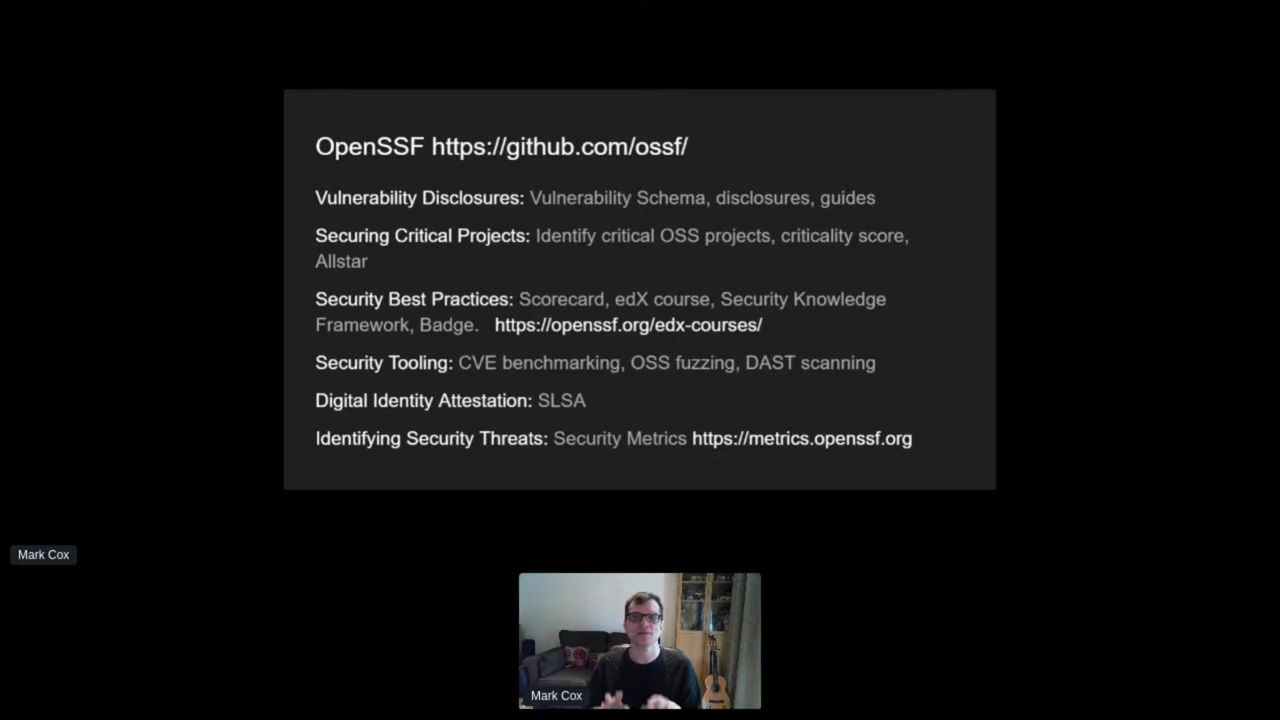 OpenSSF https://github.com/ossf/
Vulnerability Disclosures: Vulnerability Schema, disclosures, guides
Securing Critical Projects: Identify critical OSS projects, criticality score,
Allstar
Security Best Practices: Scorecard, edX course, Security Knowledge
Framework, Badge. https://openssf.org/edx-courses/
Security Tooling: CVE benchmarking, OSS fuzzing, DAST scanning
Digital Identity Attestation: SLSA
Identifying Security Threats: Security Metrics https://metrics.openssf.org
Mark Cox
Mark Cox